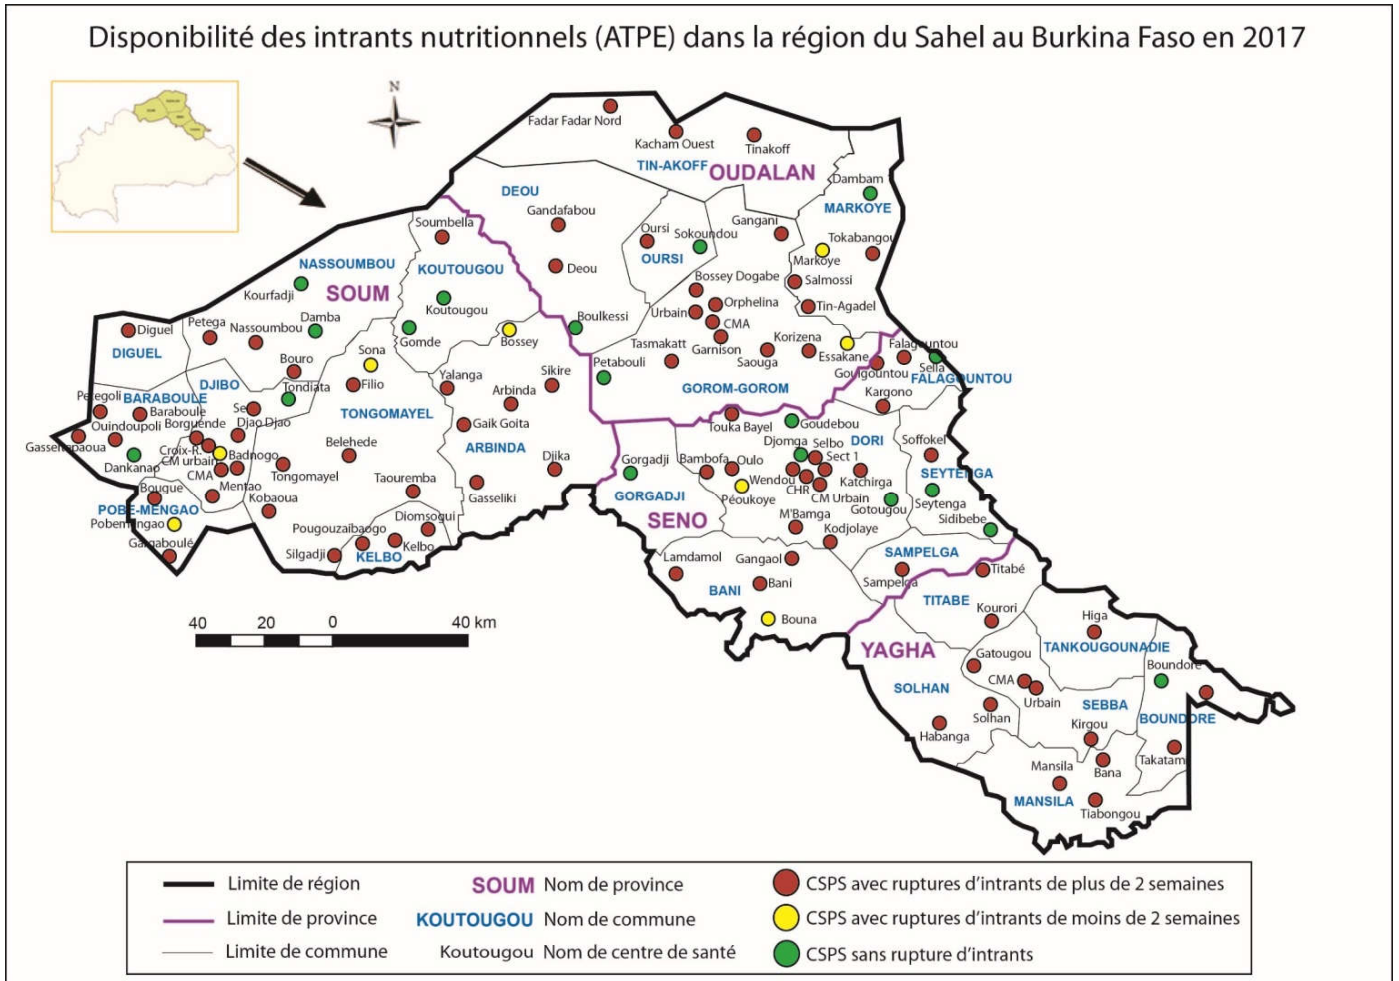 Disponibilité des intrants nutritionnels (ATPE) dans la région du Sahel au Burkina Faso en 2017
N
Fadar Fadar Nord
Kacham Ouest
Tinakoff
TIN-AKOFF
OUDALAN
Dambam
MARKOYE
DEOU
Gandafabou
Deou
Oursi
Sokoundou
OURSI
Gangani
Tokabangou
Markoye
Salmossi
Tin-Agadel
Bossey Dogabe
Orphelina
Urbain
CMA
Garnison
Tasmakatt
Saouga
Korizena
Essakane
GOROM-GOROM
Boulkessi
Petabouli
Soumbella
KOUTOUGOU
Koutougou
Gomde
Bossey
NASSOUMBOU
Kourfadji
SOUM
Damba
Petega
Nassoumbou
Diguel
DIGUEL
Bouro
Tondiata
DJIBO
BARABOULE
Petegoli
Baraboule
Ouindoupoli
Borguende
Gasseltepaoua
Dankanao
Se
Djao Djao
Croix-R.
CM urbain
Badnogo
CMA
Mentao
Bouque
POBE-MENGAO
Pobemengao
Gargaboulé
Sona
Filio
TONGOMAYEL
Belehede
Tongomayel
Kobaoua
Taouremba
Yalanga
Arbinda
Sikire
Gaik Goita
ARBINDA
Djika
Gasseliki
Pougouzaibaogo
Diomsogui
Silgadji
Kelbo
KELBO
Falagountou
Goulgountou
Sella
FALAGOUNTOU
Kargono
Touka Bayel
Goudebou
Djomga
Selbo
DORI
Sect 1
Soffokel
SEYTENGA
Seytenga
Sidibebe
Gorgadji
GORGADJI
Bambofa
Oulo
Wendou
Péoukoye
CHR
CM Urbain
Katchirga
Gotougou
SENO
M'Bamga
Kodjolaye
Lamdamol
Gangaol
Bani
BANI
Bouna
SAMPELGA
Sampelga
Titabé
TITABE
Kourori
YAGHA
Gatougou
CMA
Urbain
SOLHAN
Solhan
Habanga
Higa
TANKOUGOUNADIE
Boundore
SEBBA
BOUNDORE
Kirgou
Takatami
Bana
Mansila
MANSILA
Tiabongou
40 20 0 40 km
Limite de région
SOUM Nom de province
CSPS avec ruptures d'intrants de plus de 2 semaines
Limite de province
KOUTOUGOU Nom de commune
CSPS avec ruptures d'intrants de moins de 2 semaines
Limite de commune
Koutougou Nom de centre de santé
CSPS sans rupture d'intrants